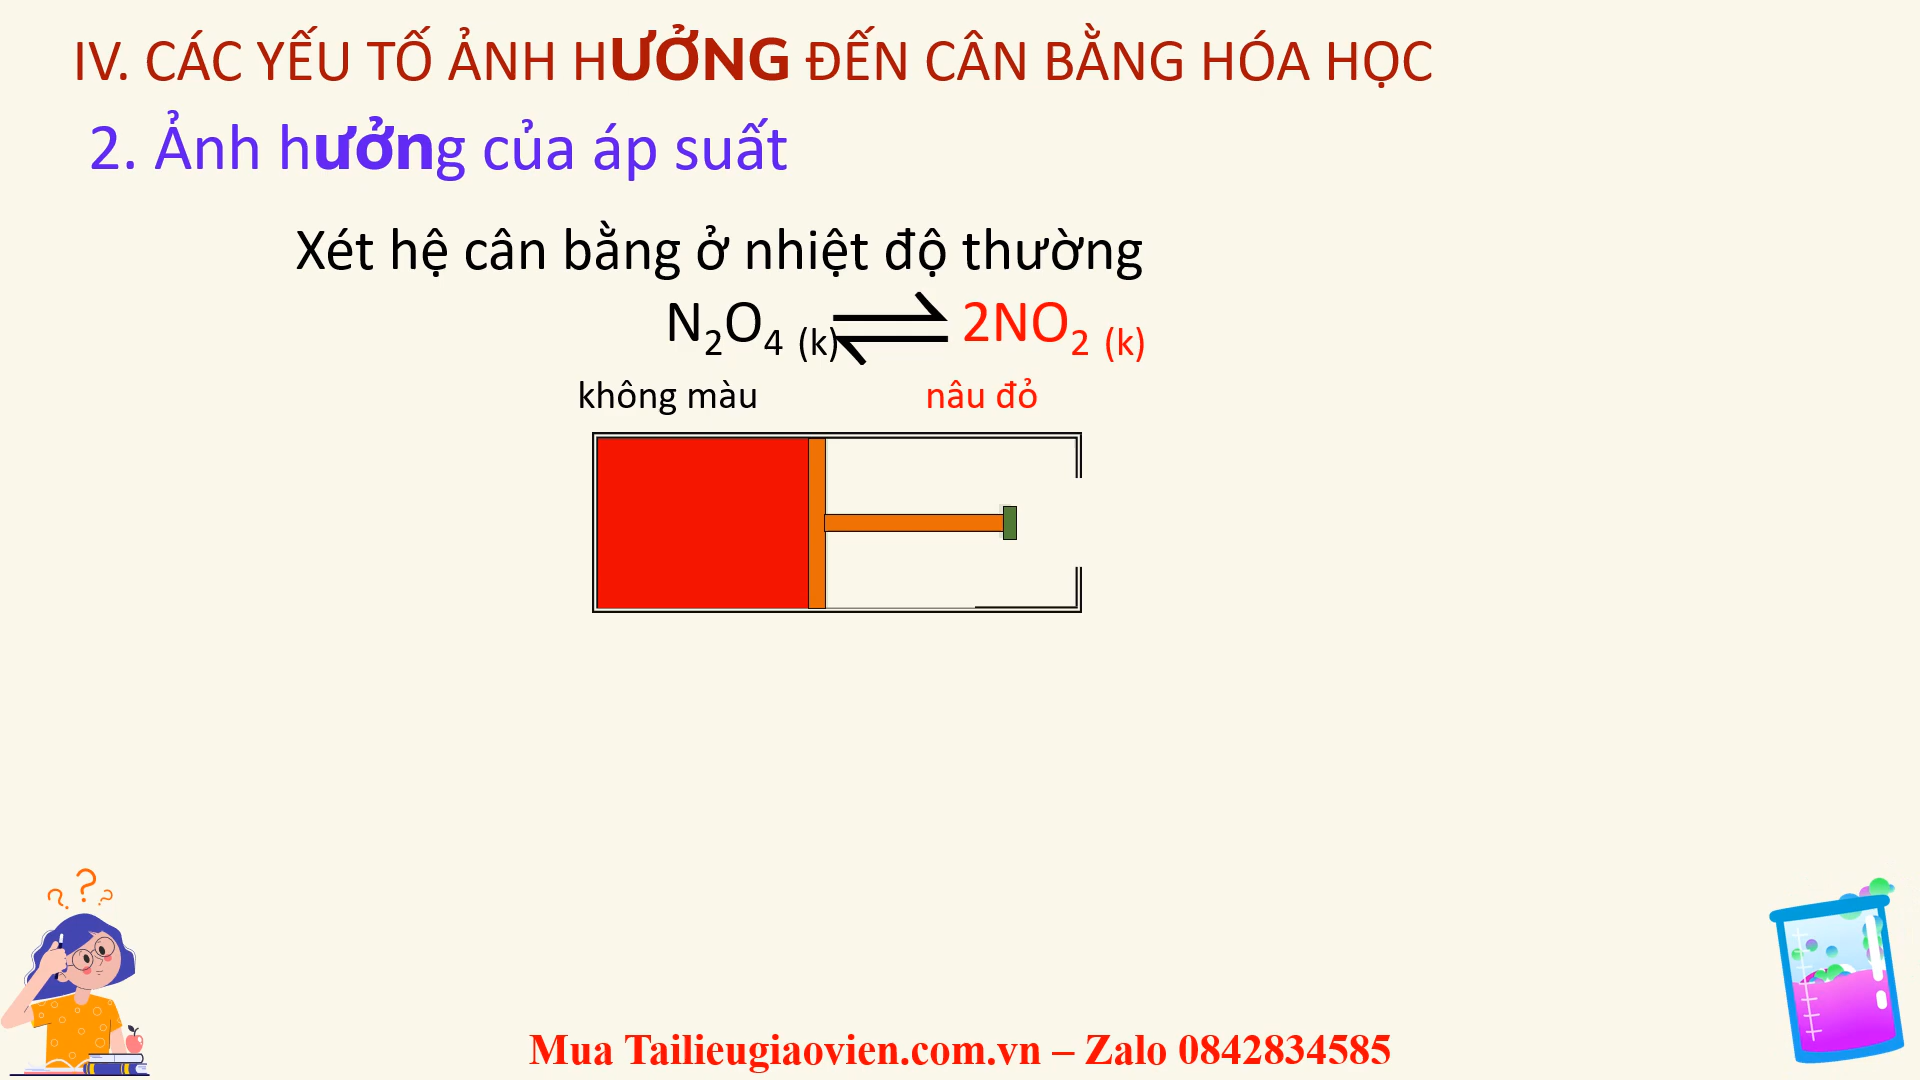 IV. CÁC YẾU TỐ ẢNH HƯỞNG ĐẾN CÂN BẰNG HÓA HỌC
2. Ảnh hưởng của áp suất
Xét hệ cân bằng ở nhiệt độ thường
N₂O₄ (k) ⇌ 2NO₂ (k)
không màu nâu đỏ
? ? ?
Mua Tailieugiaovien.com.vn – Zalo 0842834585